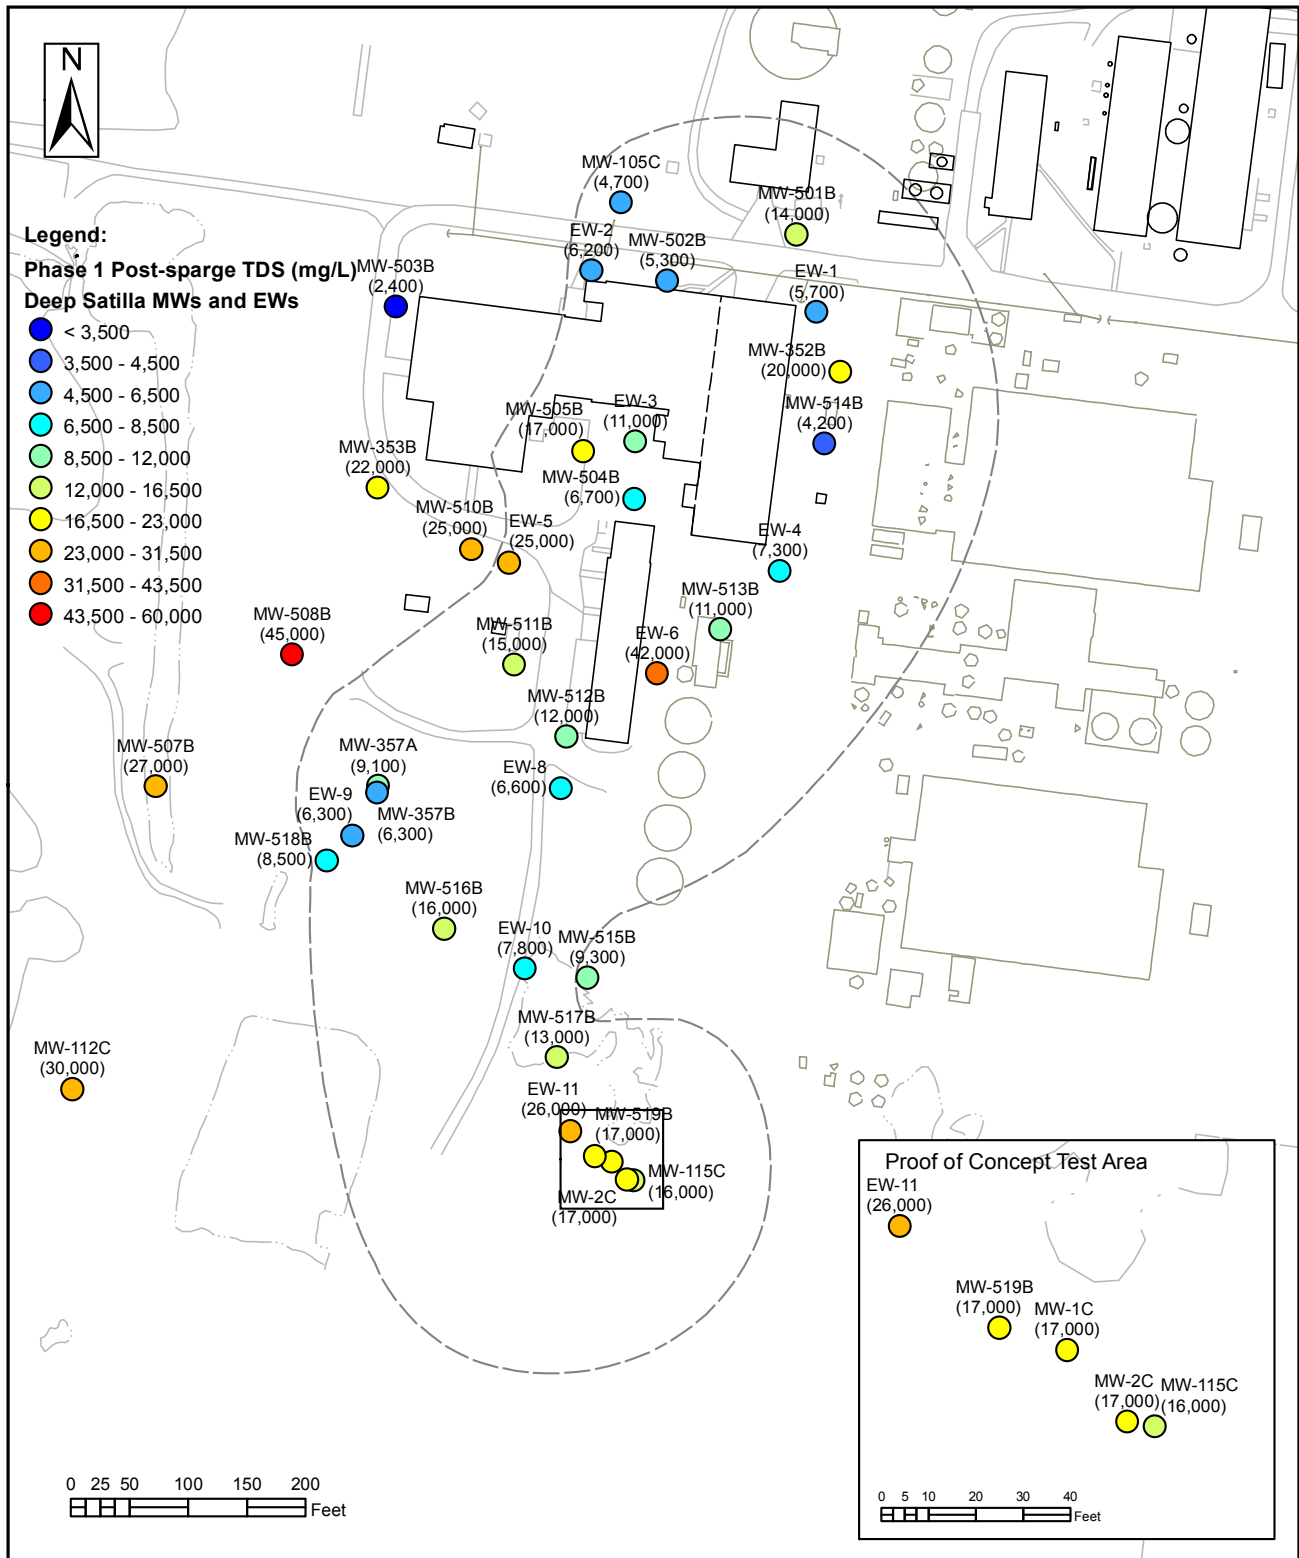 N
MW-105C
(4,700)
MW-501B
(14,000)
EW-2
(6,200)
MW-502B
(5,300)
Legend:
Phase 1 Post-sparge TDS (mg/L)
Deep Satilla MWs and EWs
< 3,500
3,500 - 4,500
4,500 - 6,500
6,500 - 8,500
8,500 - 12,000
12,000 - 16,500
16,500 - 23,000
23,000 - 31,500
31,500 - 43,500
43,500 - 60,000
MW-503B
(2,400)
EW-1
(5,700)
MW-352B
(20,000)
MW-514B
(4,200)
EW-3
(11,000)
MW-505B
(17,000)
MW-353B
(22,000)
MW-504B
(6,700)
MW-510B
(25,000)
EW-5
(25,000)
EW-4
(7,300)
MW-513B
(11,000)
MW-508B
(45,000)
MW-511B
(15,000)
EW-6
(42,000)
MW-512B
(12,000)
MW-507B
(27,000)
MW-357A
(9,100)
EW-8
(6,600)
EW-9
(6,300)
MW-357B
(6,300)
MW-518B
(8,500)
MW-516B
(16,000)
EW-10
(7,800)
MW-515B
(9,300)
MW-517B
(13,000)
MW-112C
(30,000)
EW-11
(26,000)
MW-519B
(17,000)
MW-115C
(16,000)
MW-2C
(17,000)
Proof of Concept Test Area
EW-11
(26,000)
MW-519B
(17,000)
MW-1C
(17,000)
MW-2C
(17,000)
MW-115C
(16,000)
0 25 50 100 150 200
Feet
0 5 10 20 30 40
Feet